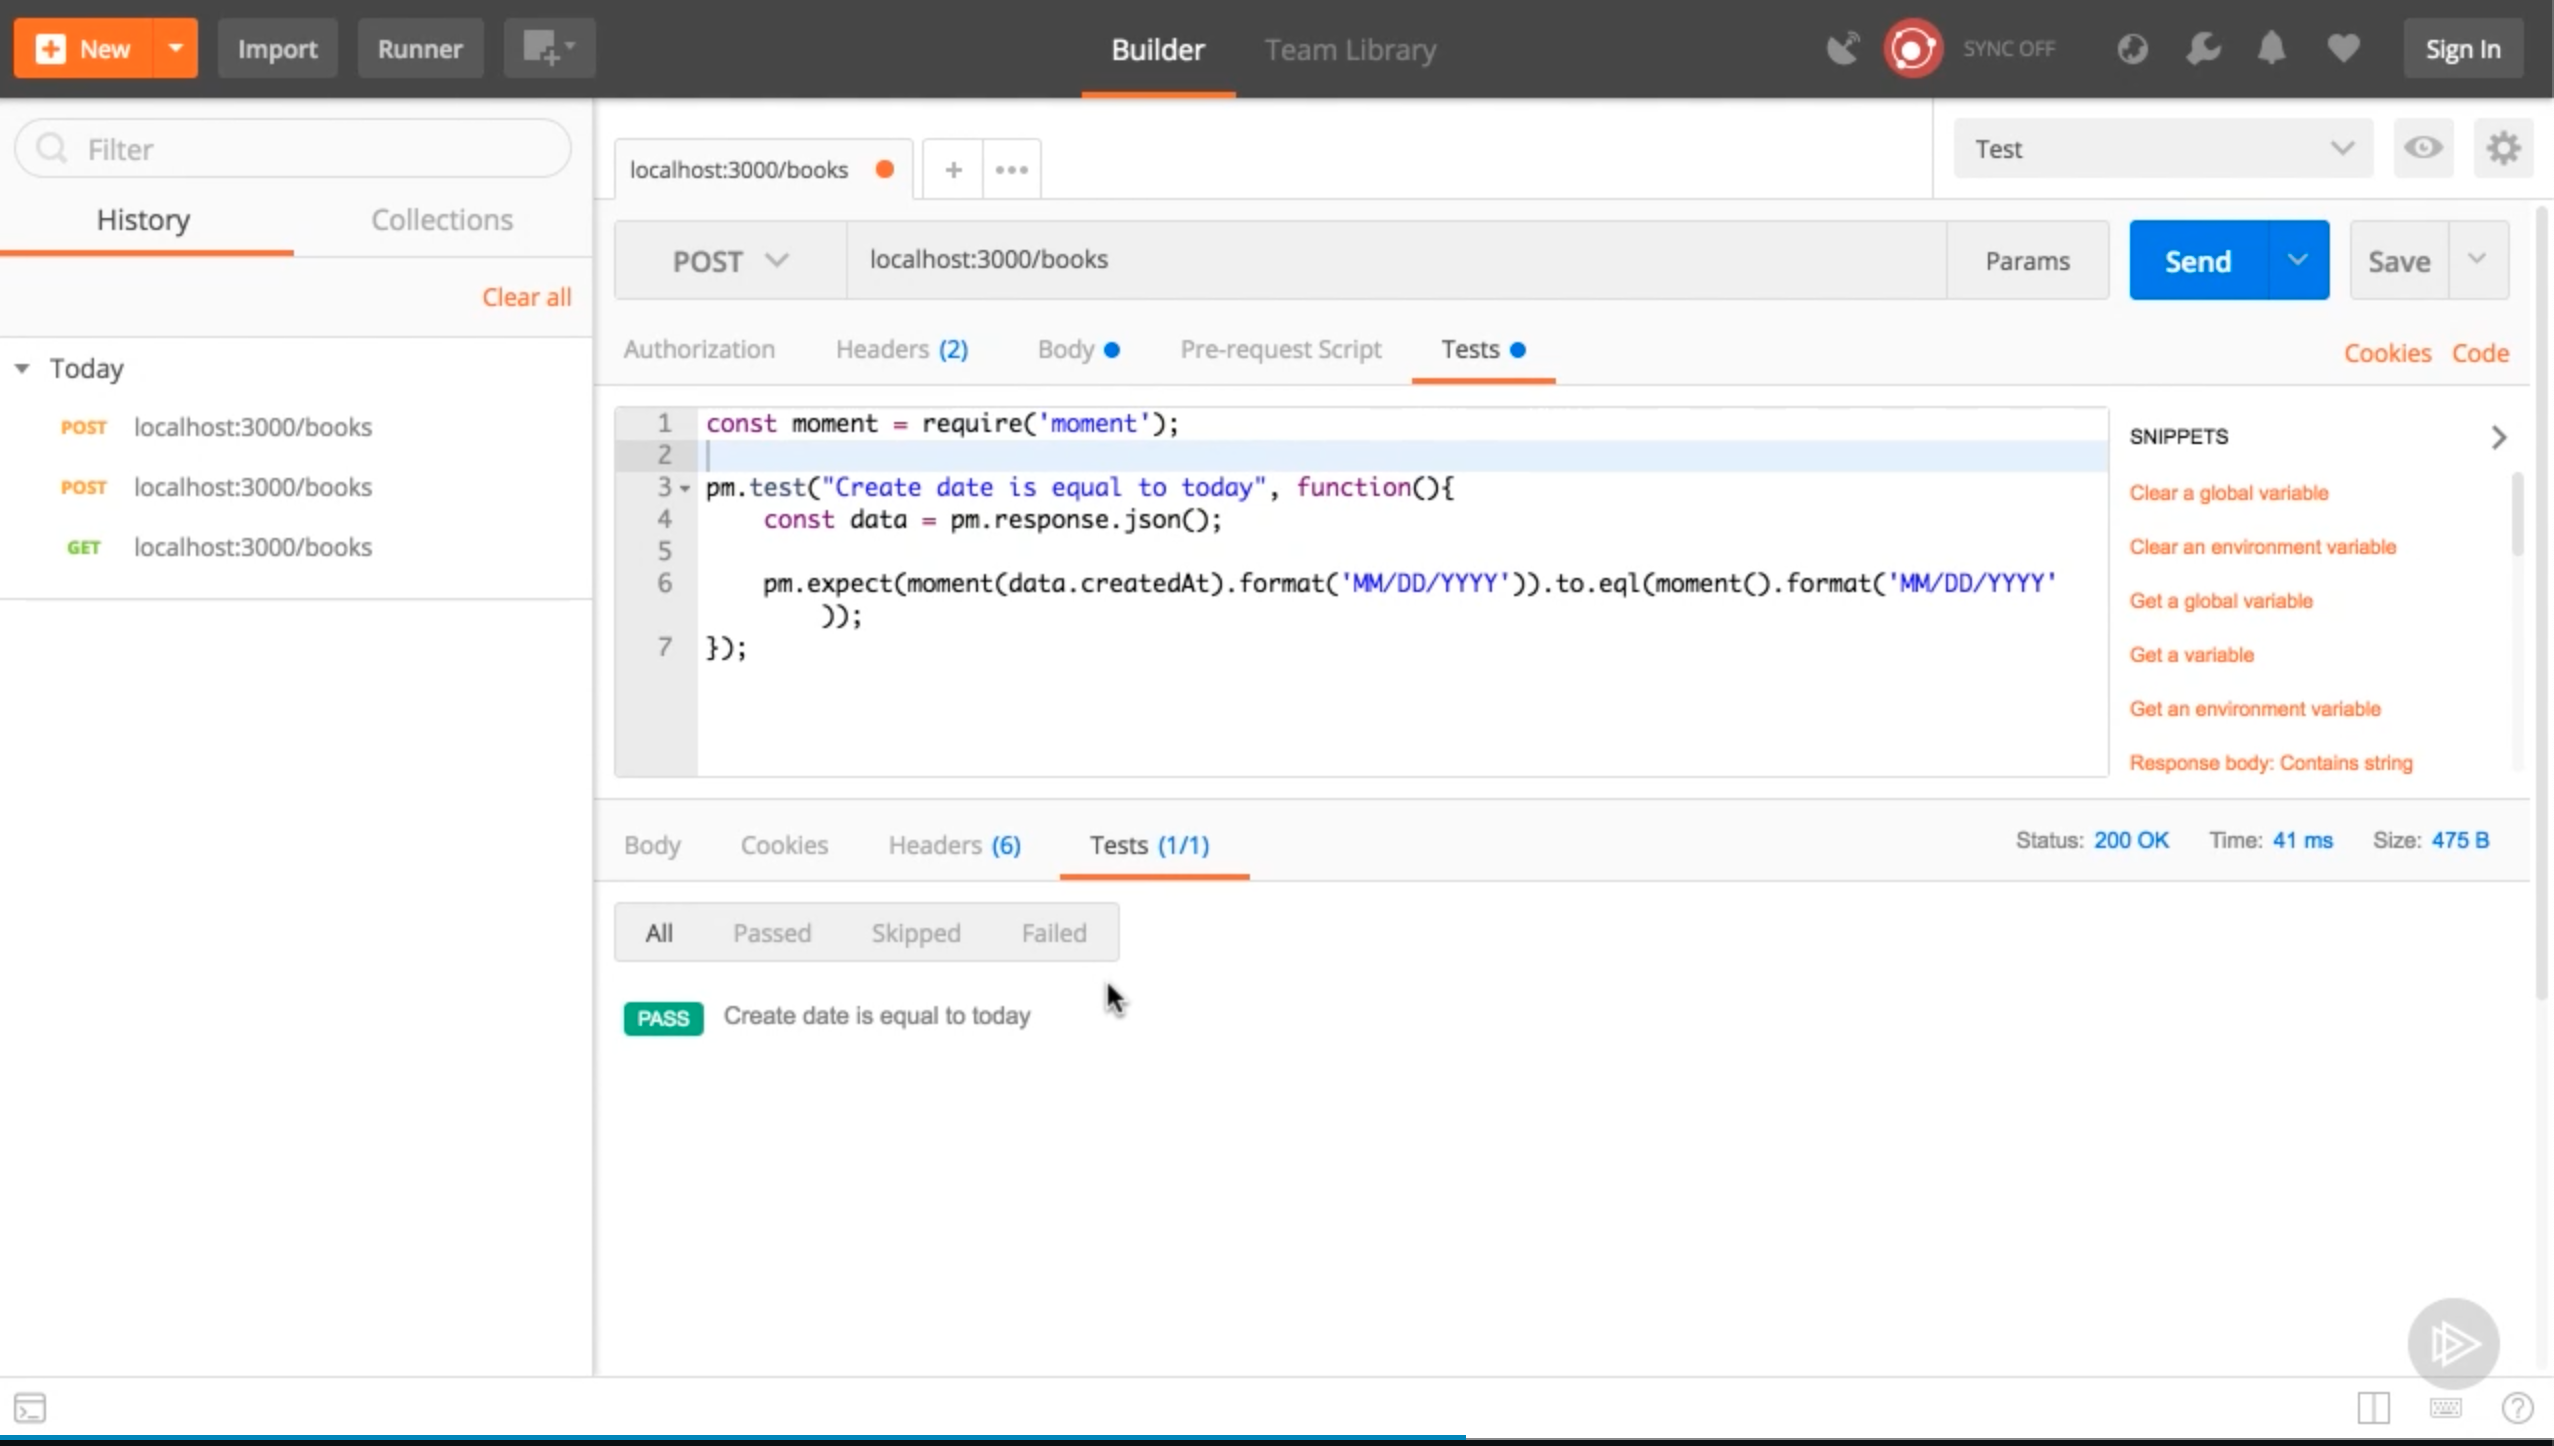 New
Import
Runner
Builder
Team Library
SYNC OFF
Sign In
Filter
History
Collections
Clear all
Today
POST localhost:3000/books
POST localhost:3000/books
GET localhost:3000/books
localhost:3000/books
Test
POST
localhost:3000/books
Params
Send
Save
Authorization
Headers (2)
Body
Pre-request Script
Tests
Cookies
Code
1 const moment = require('moment');
2
3 pm.test("Create date is equal to today", function(){
4 const data = pm.response.json();
5
6 pm.expect(moment(data.createdAt).format('MM/DD/YYYY')).to.eql(moment().format('MM/DD/YYYY'
));
7 });
SNIPPETS
Clear a global variable
Clear an environment variable
Get a global variable
Get a variable
Get an environment variable
Response body: Contains string
Body
Cookies
Headers (6)
Tests (1/1)
Status: 200 OK
Time: 41 ms
Size: 475 B
All
Passed
Skipped
Failed
PASS Create date is equal to today